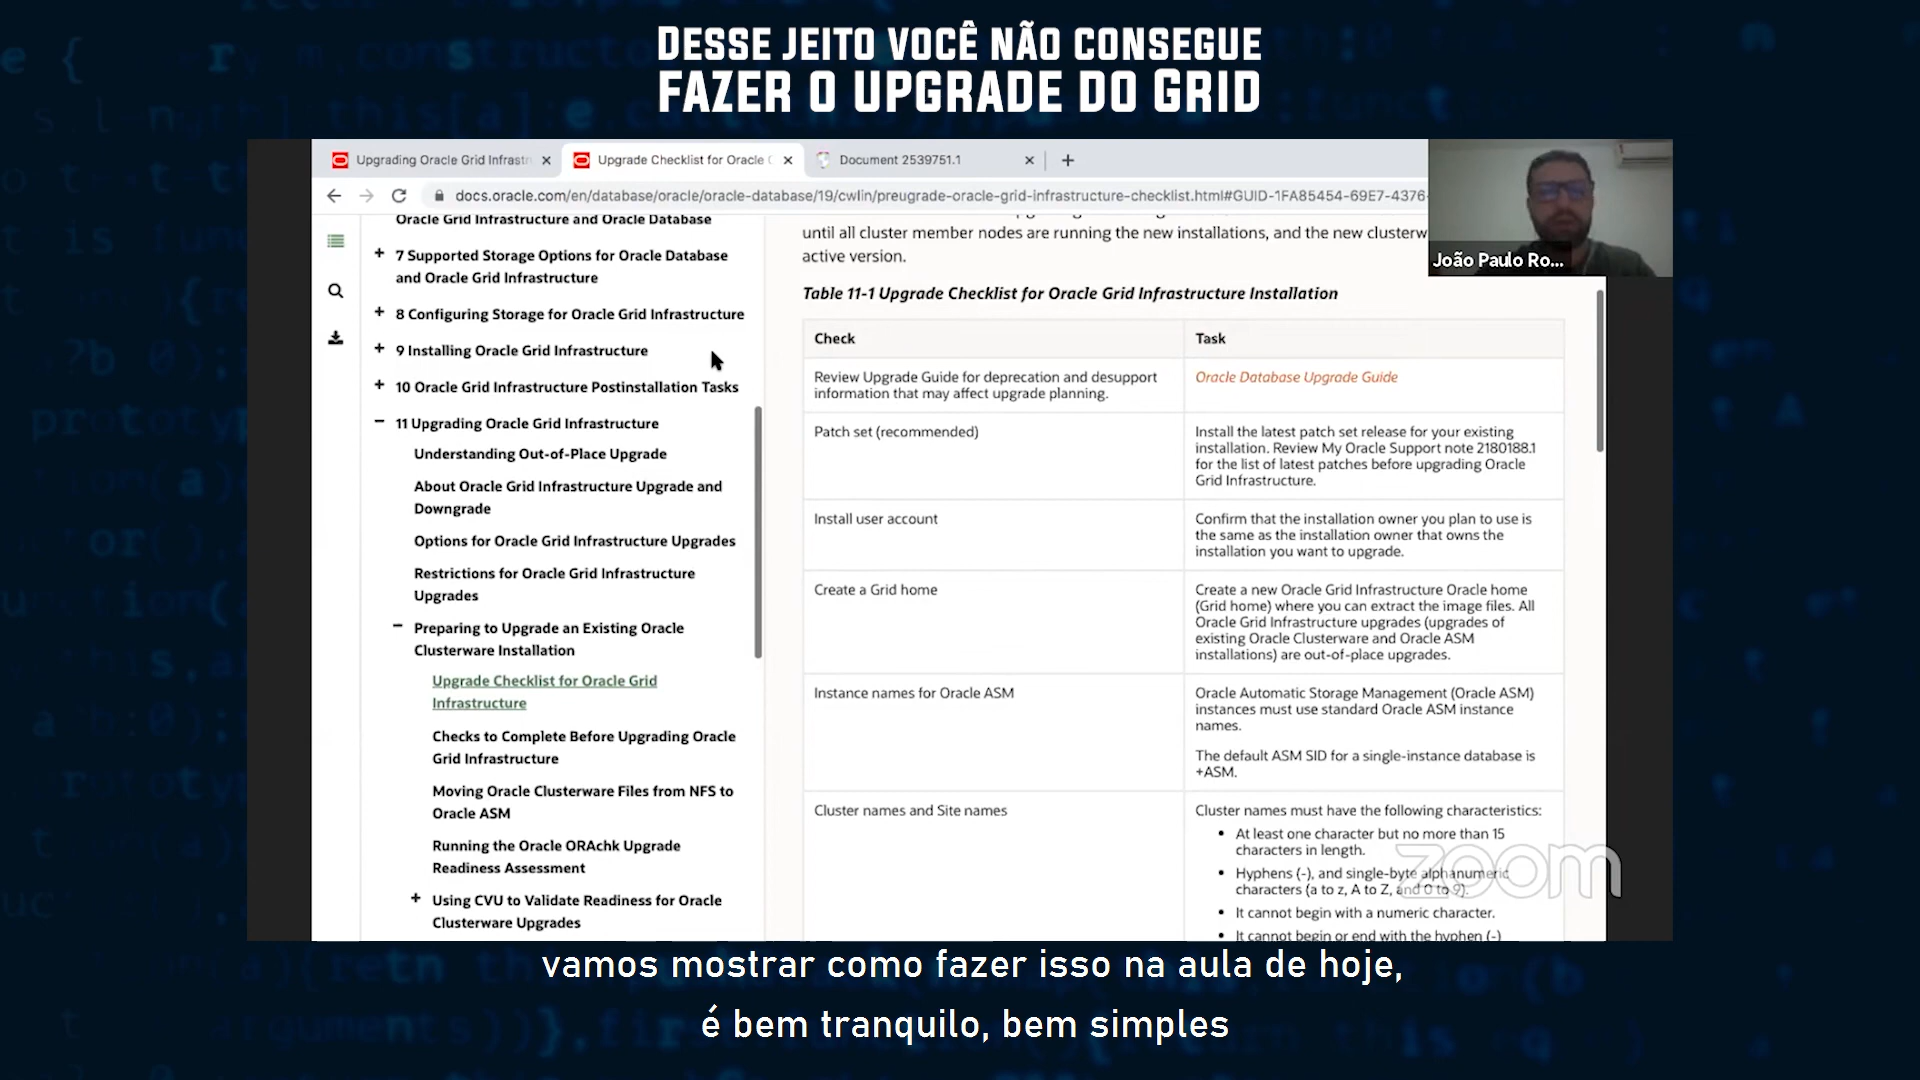 DESSE JEITO VOCÊ NÃO CONSEGUE
FAZER O UPGRADE DO GRID
Upgrading Oracle Grid Infrastr
Upgrade Checklist for Oracle
Document 2539751.1
docs.oracle.com/en/database/oracle/oracle-database/19/cwlin/preugrade-oracle-grid-infrastructure-checklist.html#GUID-1FA85454-69E7-4376-
João Paulo Ro...
Oracle Grid Infrastructure and Oracle Database
+ 7 Supported Storage Options for Oracle Database
and Oracle Grid Infrastructure
+ 8 Configuring Storage for Oracle Grid Infrastructure
+ 9 Installing Oracle Grid Infrastructure
+ 10 Oracle Grid Infrastructure Postinstallation Tasks
− 11 Upgrading Oracle Grid Infrastructure
Understanding Out-of-Place Upgrade
About Oracle Grid Infrastructure Upgrade and
Downgrade
Options for Oracle Grid Infrastructure Upgrades
Restrictions for Oracle Grid Infrastructure
Upgrades
− Preparing to Upgrade an Existing Oracle
Clusterware Installation
Upgrade Checklist for Oracle Grid
Infrastructure
Checks to Complete Before Upgrading Oracle
Grid Infrastructure
Moving Oracle Clusterware Files from NFS to
Oracle ASM
Running the Oracle ORAchk Upgrade
Readiness Assessment
+ Using CVU to Validate Readiness for Oracle
Clusterware Upgrades
until all cluster member nodes are running the new installations, and the new clusterw
active version.
Table 11-1 Upgrade Checklist for Oracle Grid Infrastructure Installation
Check
Task
Review Upgrade Guide for deprecation and desupport
information that may affect upgrade planning.
Oracle Database Upgrade Guide
Patch set (recommended)
Install the latest patch set release for your existing
installation. Review My Oracle Support note 2180188.1
for the list of latest patches before upgrading Oracle
Grid Infrastructure.
Install user account
Confirm that the installation owner you plan to use is
the same as the installation owner that owns the
installation you want to upgrade.
Create a Grid home
Create a new Oracle Grid Infrastructure Oracle home
(Grid home) where you can extract the image files. All
Oracle Grid Infrastructure upgrades (upgrades of
existing Oracle Clusterware and Oracle ASM
installations) are out-of-place upgrades.
Instance names for Oracle ASM
Oracle Automatic Storage Management (Oracle ASM)
instances must use standard Oracle ASM instance
names.
The default ASM SID for a single-instance database is
+ASM.
Cluster names and Site names
Cluster names must have the following characteristics:
• At least one character but no more than 15
characters in length.
• Hyphens (-), and single-byte alphanumeric
characters (a to z, A to Z, and 0 to 9).
• It cannot begin with a numeric character.
• It cannot begin or end with the hyphen (-)
zoom
vamos mostrar como fazer isso na aula de hoje,
é bem tranquilo, bem simples